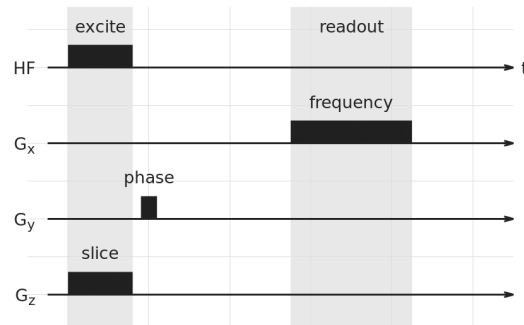 excite readout
HF t
frequency
Gx
phase
Gy
slice
Gz